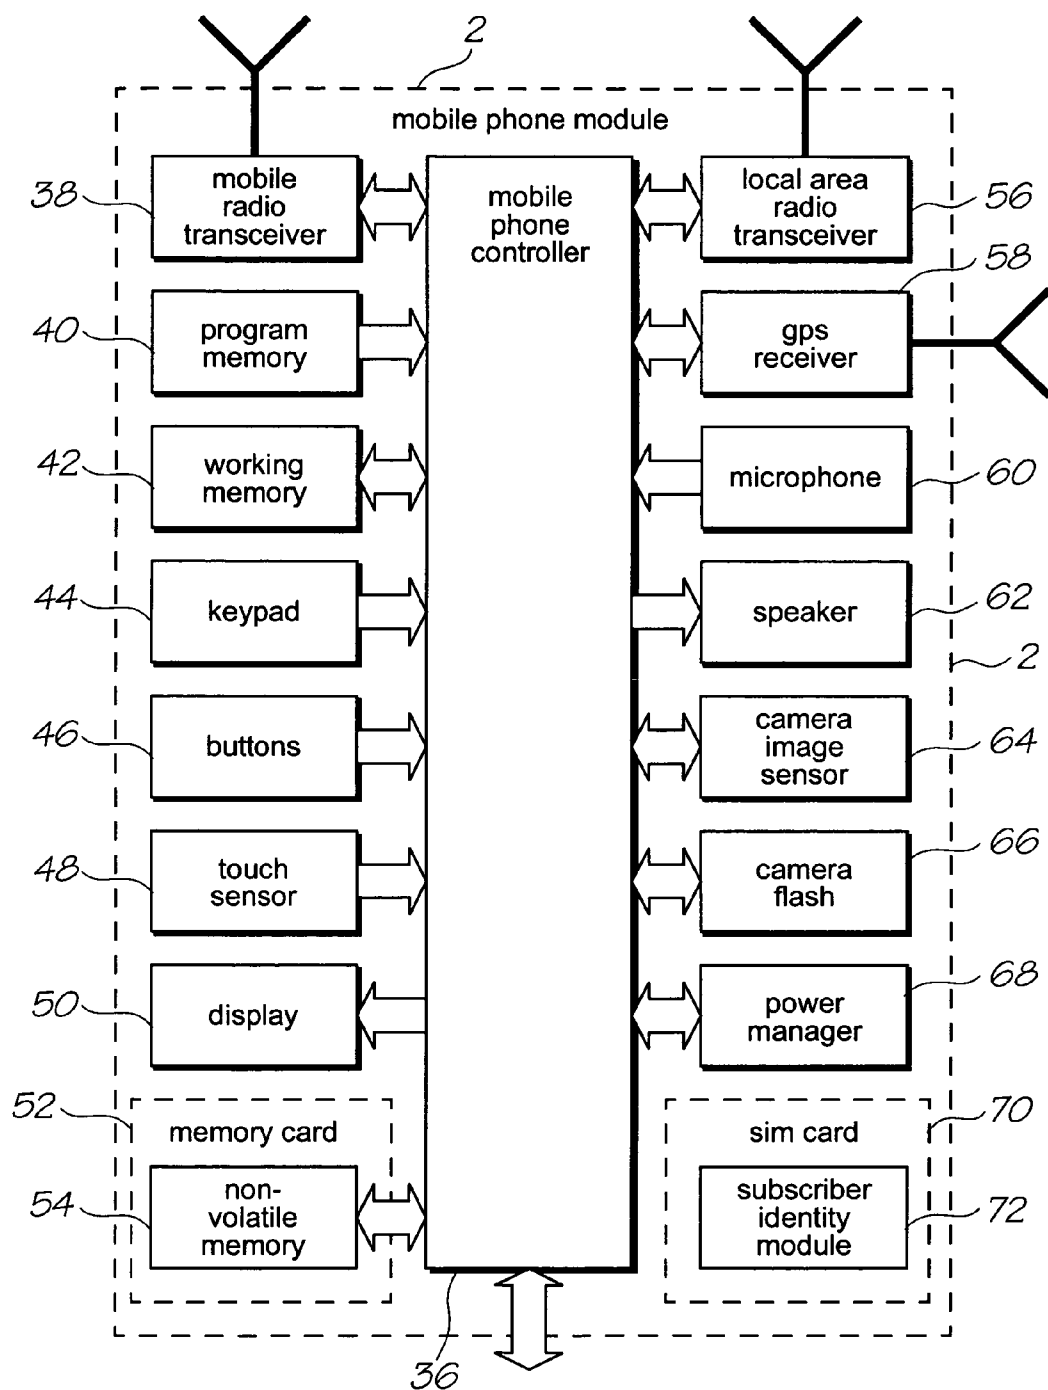 2
mobile phone module
38
mobile
radio
transceiver
mobile
phone
controller
local area
radio
transceiver
56
58
40
program
memory
gps
receiver
42
working
memory
microphone
60
44
keypad
speaker
62
2
46
buttons
camera
image
sensor
64
48
touch
sensor
camera
flash
66
50
display
power
manager
68
52
memory card
sim card
70
54
non-
volatile
memory
subscriber
identity
module
72
36